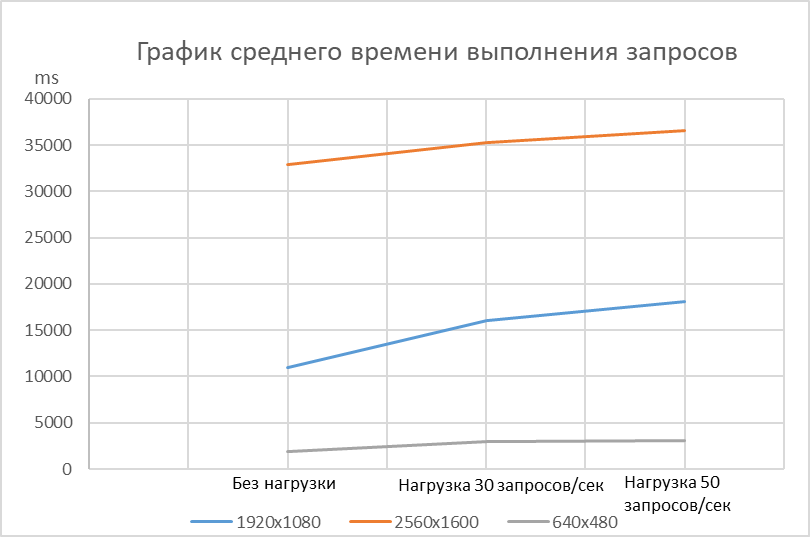 График среднего времени выполнения запросов
ms
40000
35000
30000
25000
20000
15000
10000
5000
0
Без нагрузки
Нагрузка 30 запросов/сек
Нагрузка 50
запросов/сек
1920x1080
2560x1600
640x480